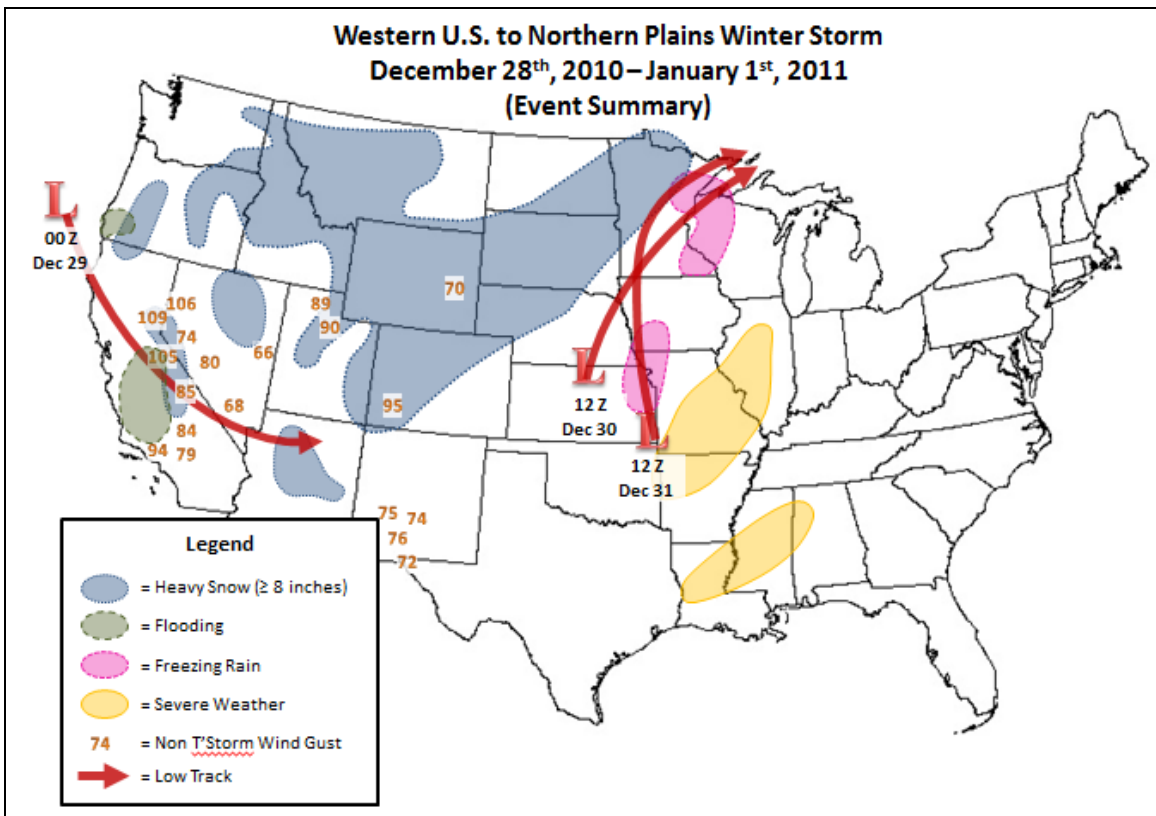 Western U.S. to Northern Plains Winter Storm
December 28th, 2010 – January 1st, 2011
(Event Summary)
L
00 Z
Dec 29
106
109
74
105
80
85
84
94
79
68
66
89
90
70
95
75
74
76
72
L
12 Z
Dec 30
L
12 Z
Dec 31
Legend
= Heavy Snow (≥ 8 inches)
= Flooding
= Freezing Rain
= Severe Weather
74 = Non T'Storm Wind Gust
= Low Track